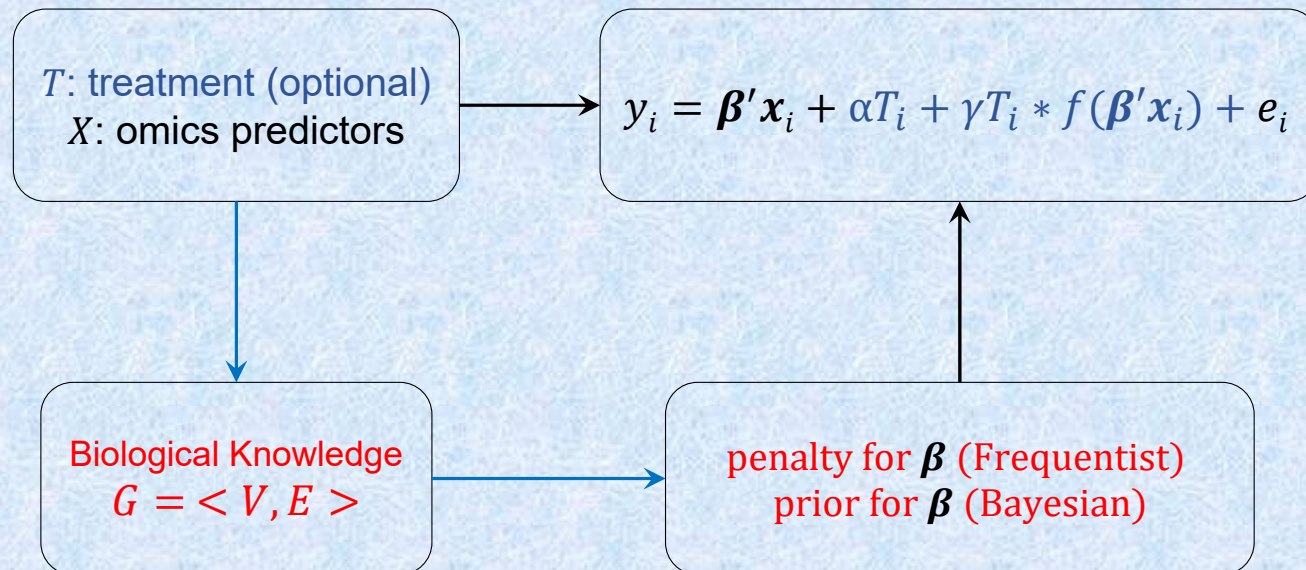 T: treatment (optional)
X: omics predictors
yᵢ = β′xᵢ + αTᵢ + γTᵢ * f(β′xᵢ) + eᵢ
Biological Knowledge
G = < V, E >
penalty for β (Frequentist)
prior for β (Bayesian)